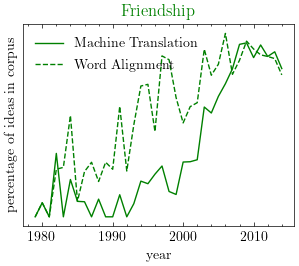 Friendship
percentage of ideas in corpus
Machine Translation
Word Alignment
1980 1990 2000 2010
year